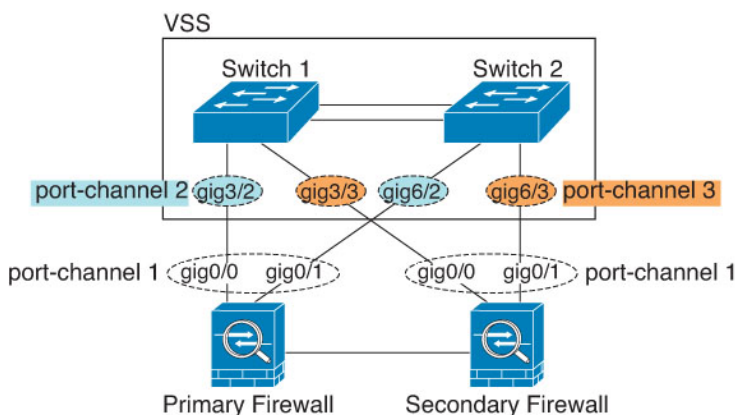 VSS
Switch 1 Switch 2
port-channel 2 gig3/2 gig3/3 gig6/2 gig6/3 port-channel 3
port-channel 1 gig0/0 gig0/1 gig0/0 gig0/1 port-channel 1
Primary Firewall Secondary Firewall